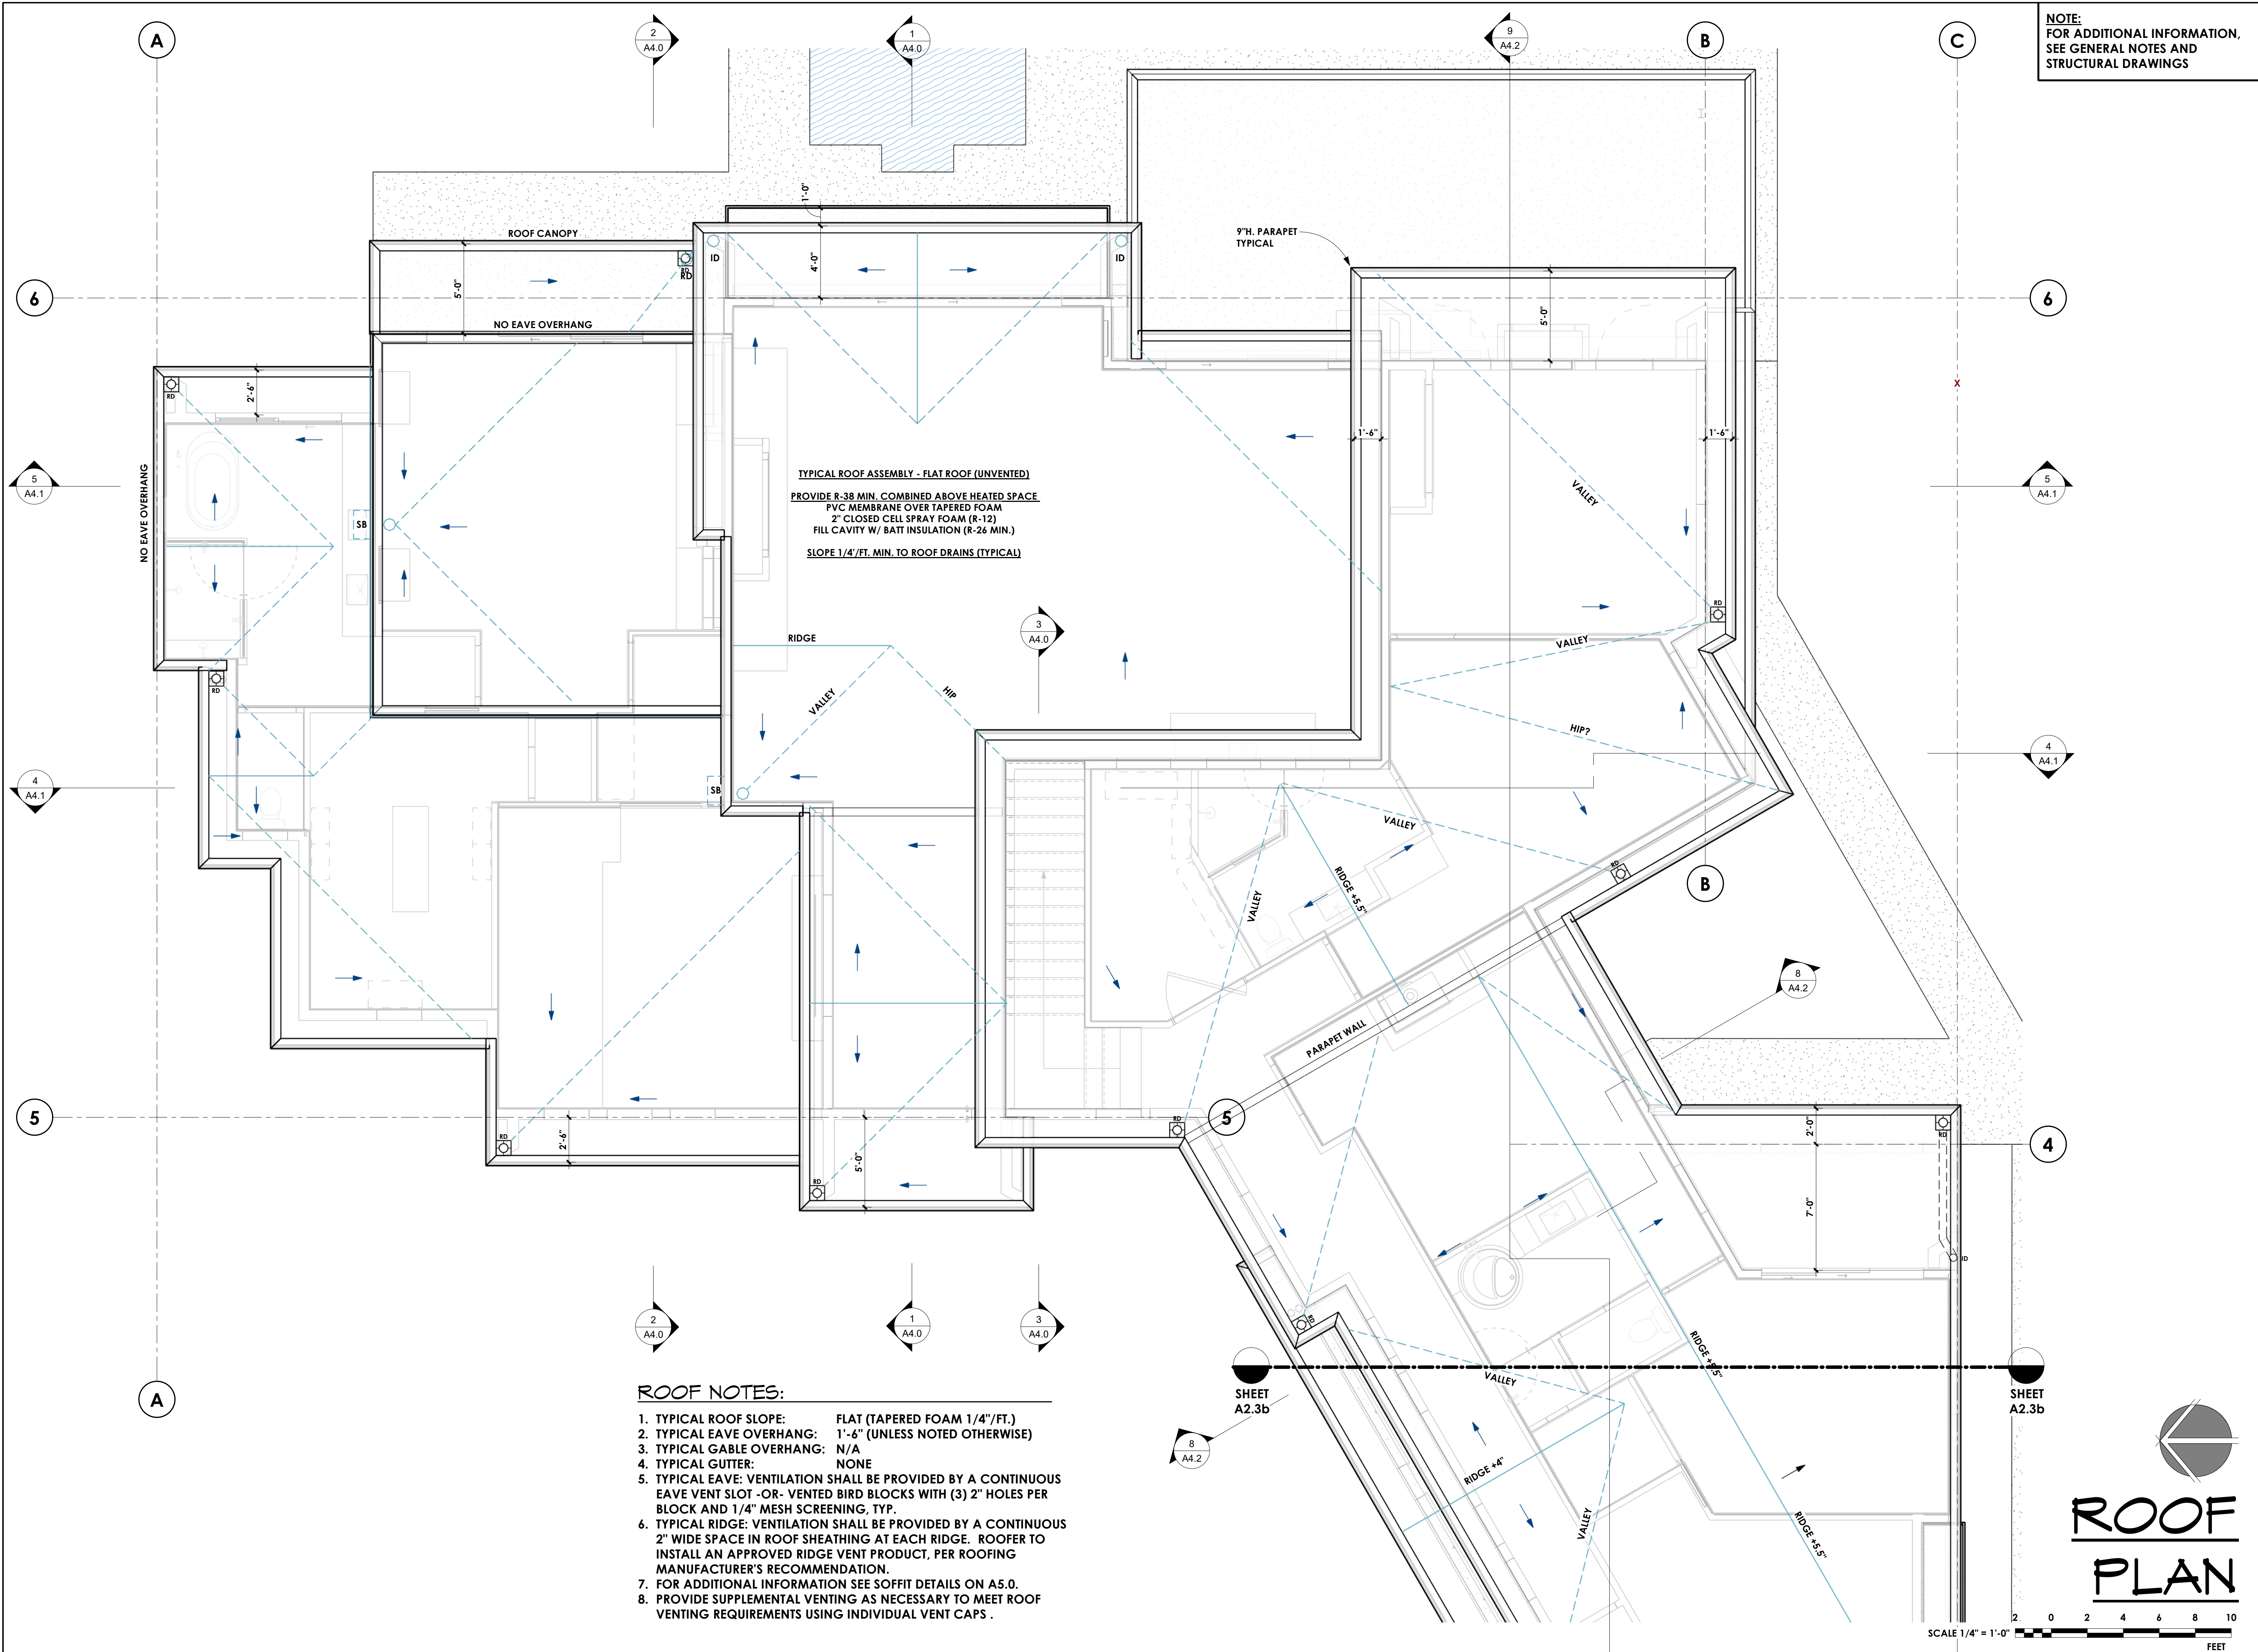 NOTE:
FOR ADDITIONAL INFORMATION,
SEE GENERAL NOTES AND
STRUCTURAL DRAWINGS
A
2
A4.0
1
A4.0
9
A4.2
B
C
ROOF CANOPY
1'-0"
9"H. PARAPET
TYPICAL
RD
RD
ID
4'-0"
ID
5'-0"
6
6
NO EAVE OVERHANG
5'-0"
X
RD
2'-6"
1'-6"
1'-6"
NO EAVE OVERHANG
5
A4.1
SB
TYPICAL ROOF ASSEMBLY - FLAT ROOF (UNVENTED)
PROVIDE R-38 MIN. COMBINED ABOVE HEATED SPACE
PVC MEMBRANE OVER TAPERED FOAM
2" CLOSED CELL SPRAY FOAM (R-12)
FILL CAVITY W/ BATT INSULATION (R-26 MIN.)
SLOPE 1/4'/FT. MIN. TO ROOF DRAINS (TYPICAL)
VALLEY
5
A4.1
RD
3
A4.0
RIDGE
VALLEY
RD
VALLEY
HIP
HIP?
4
A4.1
SB
4
A4.1
VALLEY
RD
RIDGE +5.5"
VALLEY
B
8
A4.2
PARAPET WALL
5
RD
2'-6"
5'-0"
RD
RD
5
2'-0"
RD
4
7'-0"
ID
2
A4.0
1
A4.0
3
A4.0
RD
RIDGE +5.5"
VALLEY
SHEET
A2.3b
SHEET
A2.3b
A
8
A4.2
RIDGE +4"
VALLEY
RIDGE +5.5"
ROOF NOTES:
1. TYPICAL ROOF SLOPE: FLAT (TAPERED FOAM 1/4"/FT.)
2. TYPICAL EAVE OVERHANG: 1'-6" (UNLESS NOTED OTHERWISE)
3. TYPICAL GABLE OVERHANG: N/A
4. TYPICAL GUTTER: NONE
5. TYPICAL EAVE: VENTILATION SHALL BE PROVIDED BY A CONTINUOUS
EAVE VENT SLOT -OR- VENTED BIRD BLOCKS WITH (3) 2" HOLES PER
BLOCK AND 1/4" MESH SCREENING, TYP.
6. TYPICAL RIDGE: VENTILATION SHALL BE PROVIDED BY A CONTINUOUS
2" WIDE SPACE IN ROOF SHEATHING AT EACH RIDGE. ROOFER TO
INSTALL AN APPROVED RIDGE VENT PRODUCT, PER ROOFING
MANUFACTURER'S RECOMMENDATION.
7. FOR ADDITIONAL INFORMATION SEE SOFFIT DETAILS ON A5.0.
8. PROVIDE SUPPLEMENTAL VENTING AS NECESSARY TO MEET ROOF
VENTING REQUIREMENTS USING INDIVIDUAL VENT CAPS .
ROOF
PLAN
2 0 2 4 6 8 10
SCALE 1/4" = 1'-0"
FEET